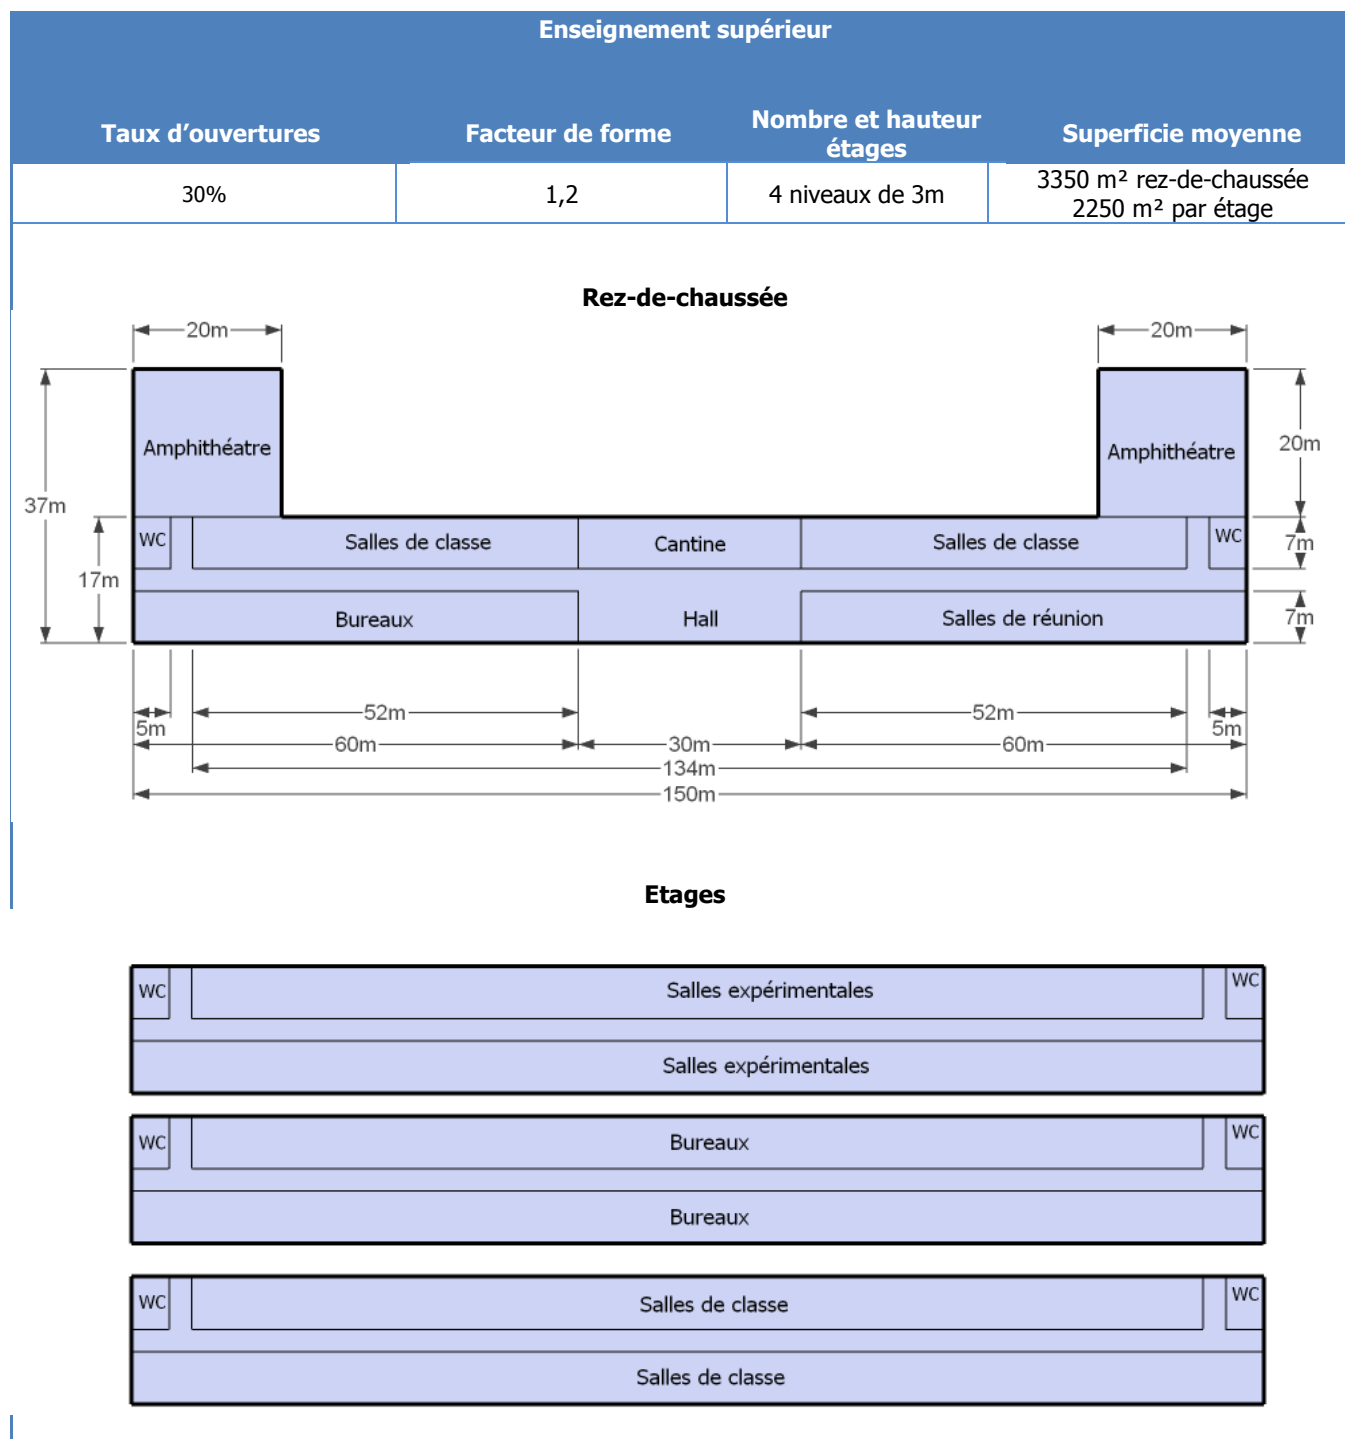 Enseignement supérieur
Taux d'ouvertures
Facteur de forme
Nombre et hauteur
étages
Superficie moyenne
30%
1,2
4 niveaux de 3m
3350 m² rez-de-chaussée
2250 m² par étage
Rez-de-chaussée
20m
20m
Amphithéatre
Amphithéatre
20m
37m
WC
Salles de classe
Cantine
Salles de classe
WC
7m
17m
Bureaux
Hall
Salles de réunion
7m
52m
52m
5m
5m
60m
30m
60m
134m
150m
Etages
WC
Salles expérimentales
WC
Salles expérimentales
WC
Bureaux
WC
Bureaux
WC
Salles de classe
WC
Salles de classe